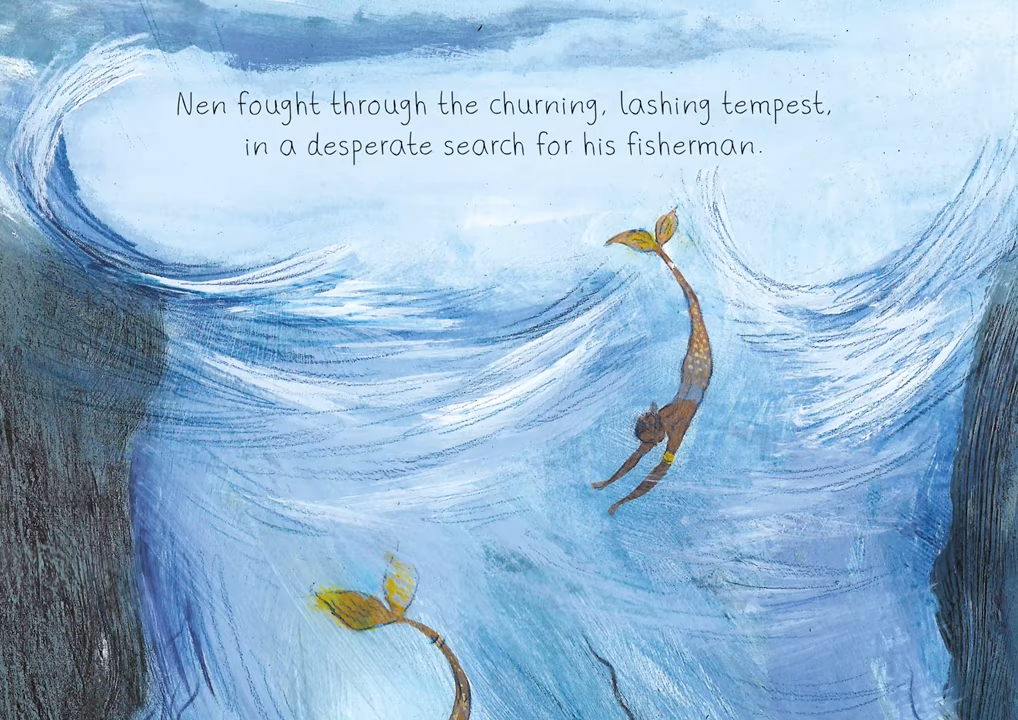 Nen fought through the churning, lashing tempest,
in a desperate search for his fisherman.